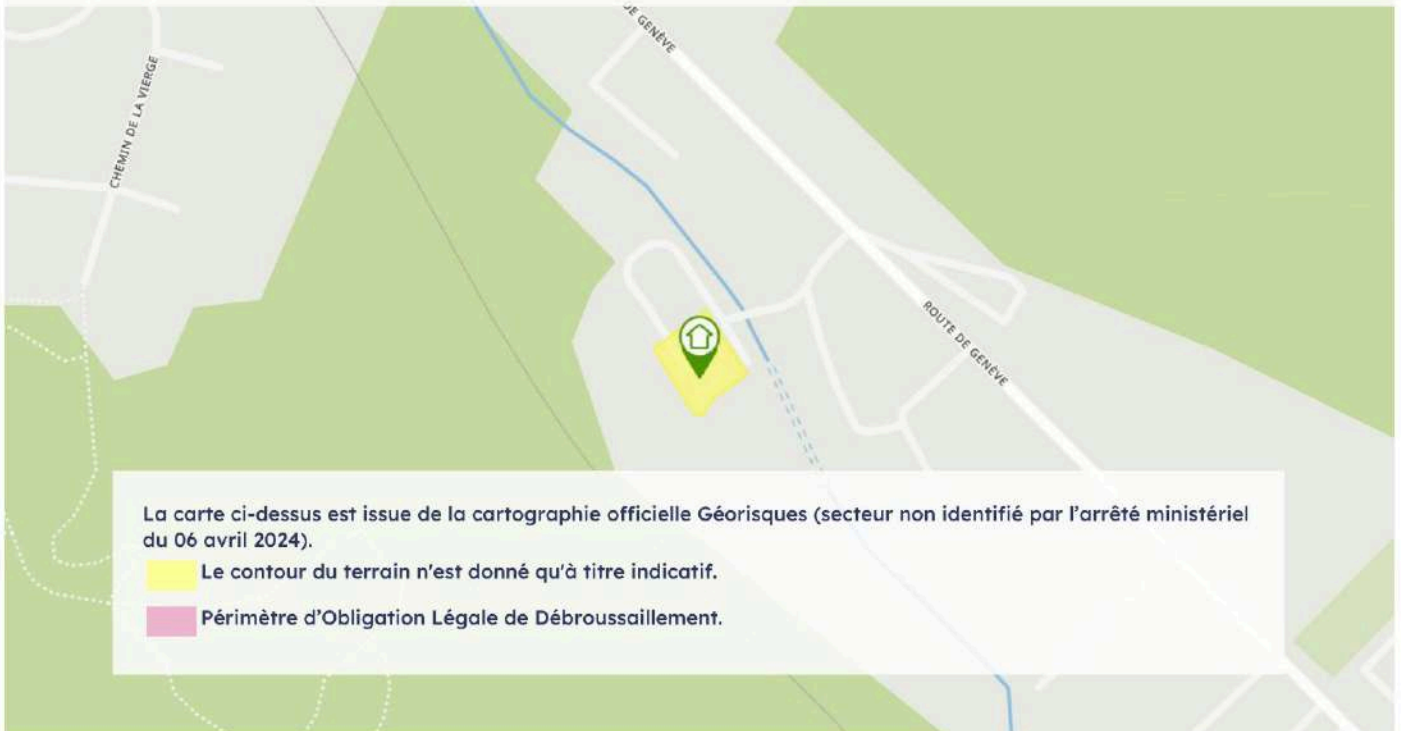 DE GENÈVE
CHEMIN DE LA VIERGE
ROUTE DE GENÈVE
La carte ci-dessus est issue de la cartographie officielle Géorisques (secteur non identifié par l'arrêté ministériel
du 06 avril 2024).
Le contour du terrain n'est donné qu'à titre indicatif.
Périmètre d'Obligation Légale de Débroussaillement.